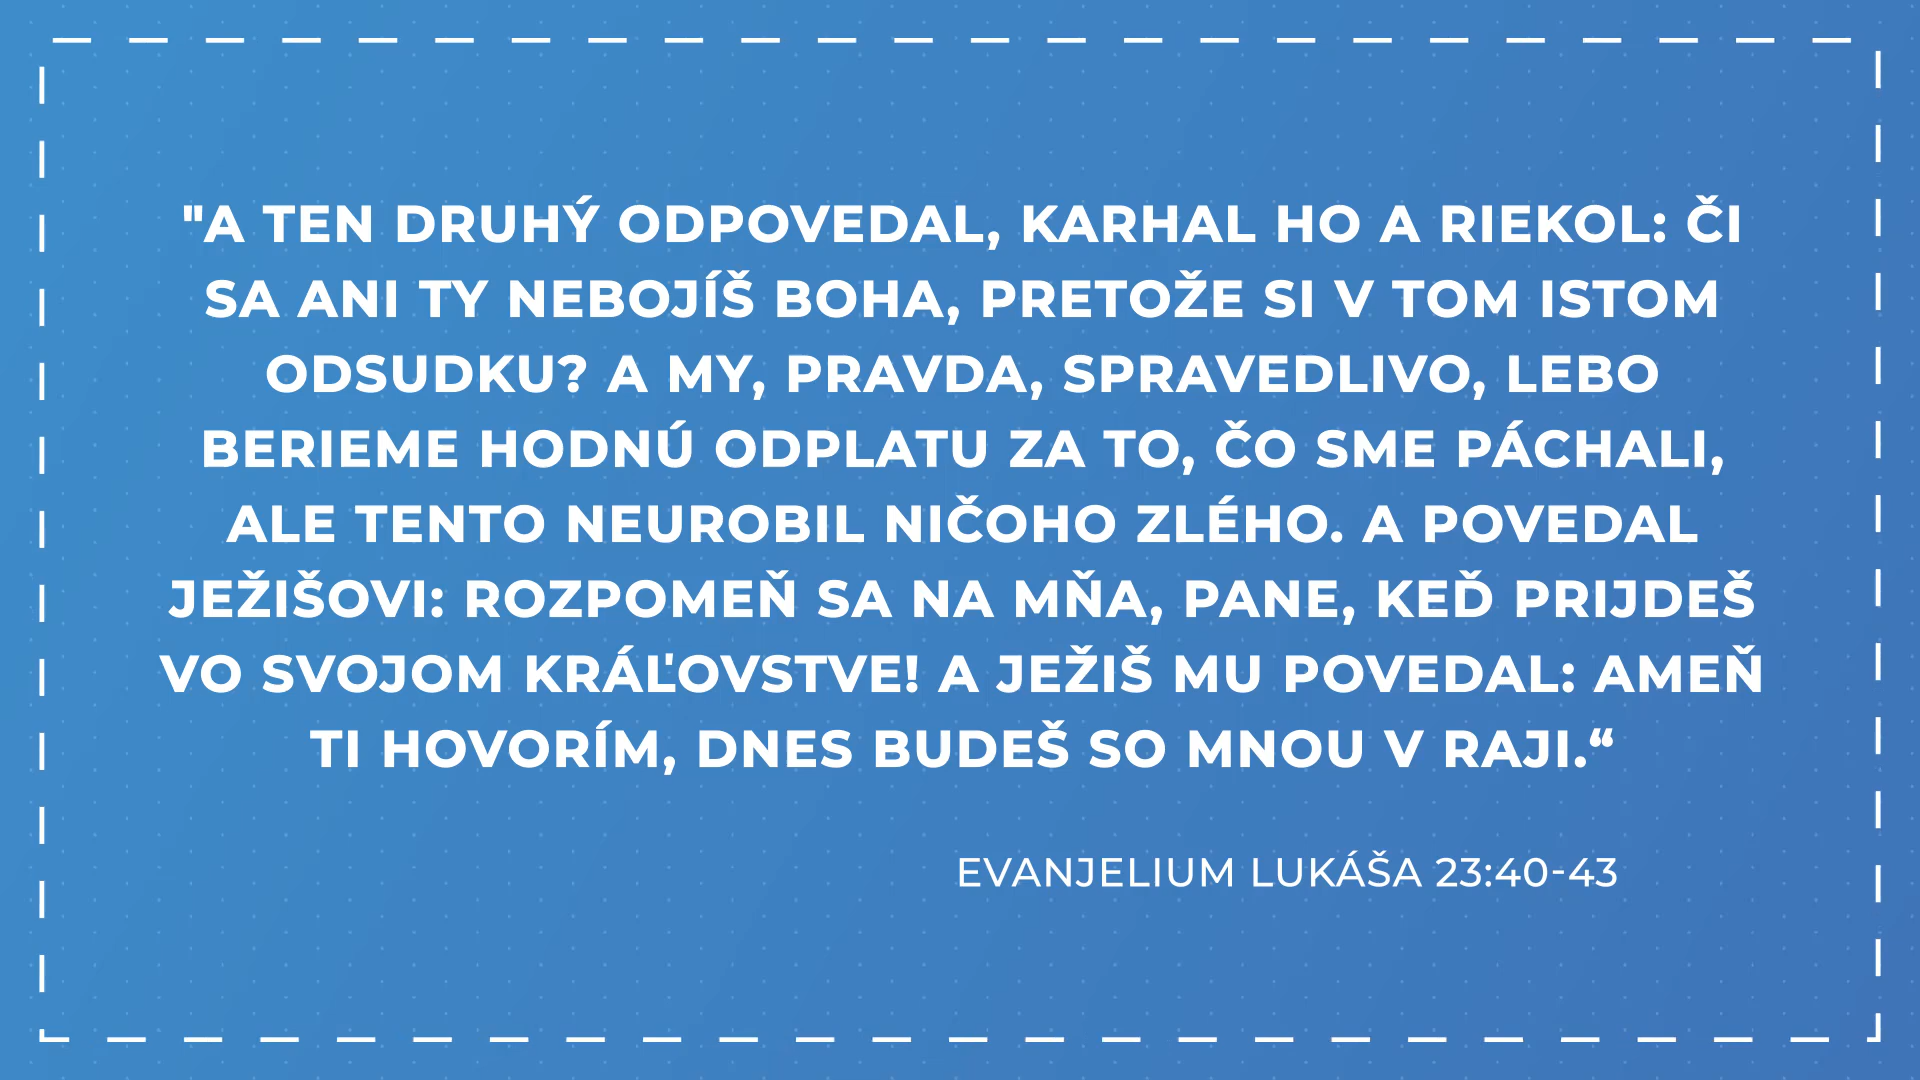 "A TEN DRUHÝ ODPOVEDAL, KARHAL HO A RIEKOL: ČI
SA ANI TY NEBOJÍŠ BOHA, PRETOŽE SI V TOM ISTOM
ODSUDKU? A MY, PRAVDA, SPRAVEDLIVO, LEBO
BERIEME HODNÚ ODPLATU ZA TO, ČO SME PÁCHALI,
ALE TENTO NEUROBIL NIČOHO ZLÉHO. A POVEDAL
JEŽIŠOVI: ROZPOMEŇ SA NA MŇA, PANE, KEĎ PRIJDEŠ
VO SVOJOM KRÁĽOVSTVE! A JEŽIŠ MU POVEDAL: AMEŇ
TI HOVORÍM, DNES BUDEŠ SO MNOU V RAJI.“
EVANJELIUM LUKÁŠA 23:40-43